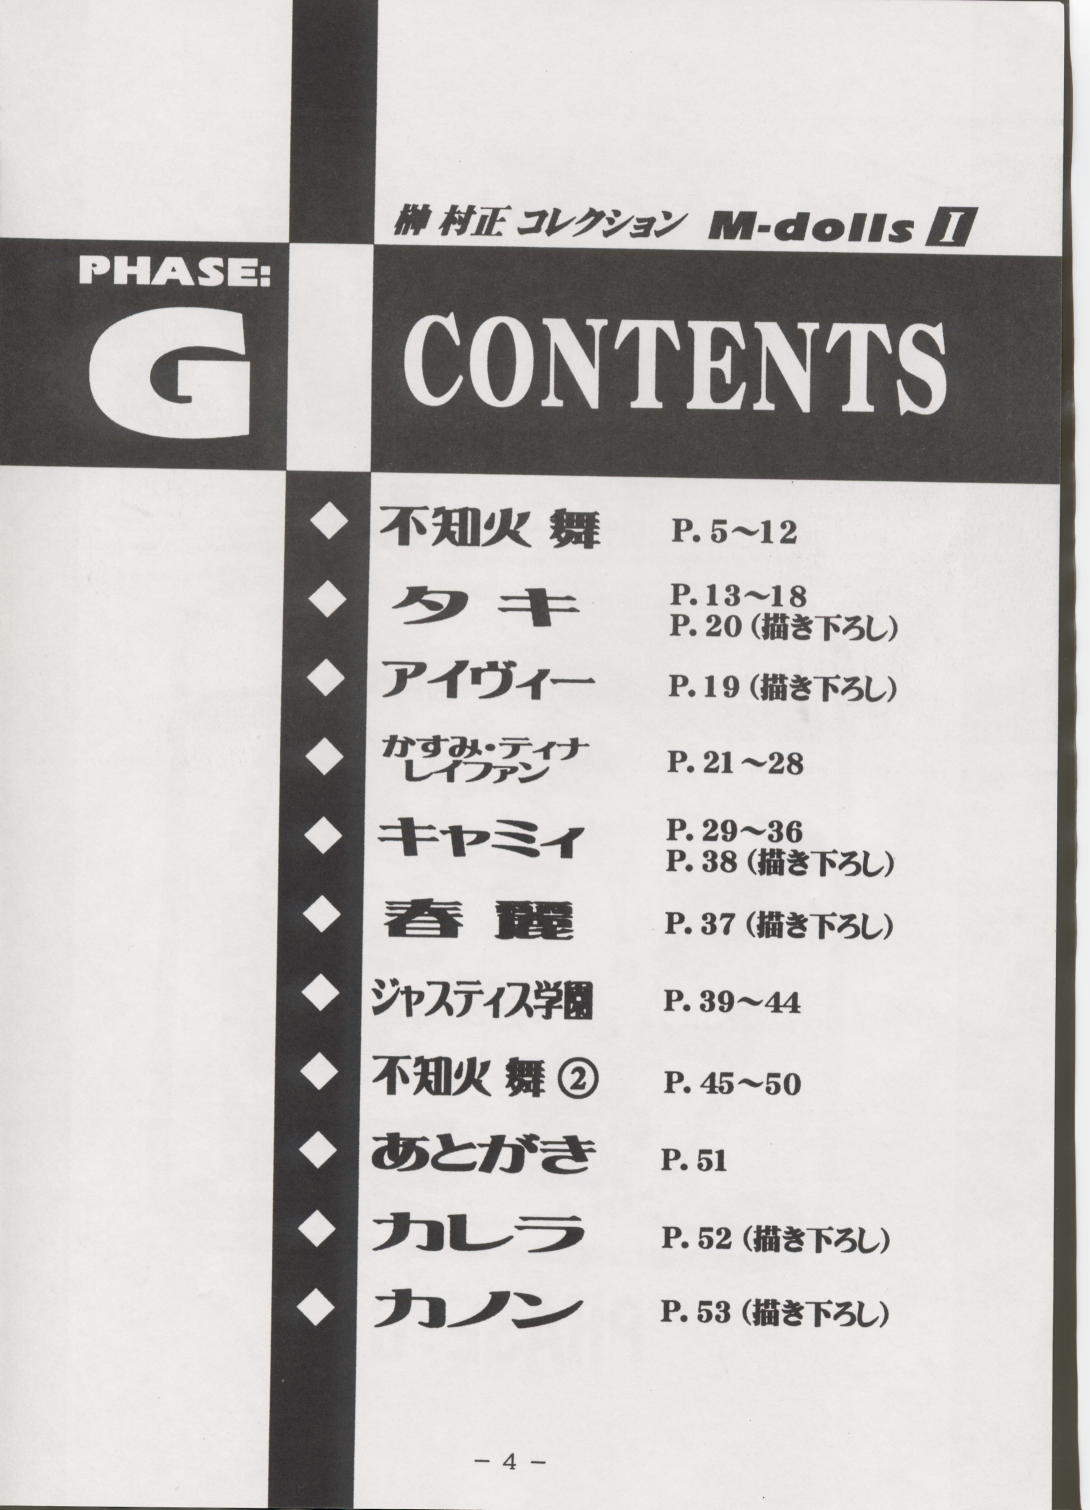 榊 村正 コレクション M-dolls I
PHASE:
G
CONTENTS
不知火 舞 P. 5〜12
タキ P. 13〜18
P. 20 (描き下ろし)
アイヴィー P. 19 (描き下ろし)
かすみ・ティナ
レイファン P. 21〜28
キャミィ P. 29〜36
P. 38 (描き下ろし)
春麗 P. 37 (描き下ろし)
ジャスティス学園 P. 39〜44
不知火 舞 ② P. 45〜50
あとがき P. 51
カレラ P. 52 (描き下ろし)
カノン P. 53 (描き下ろし)
− 4 −